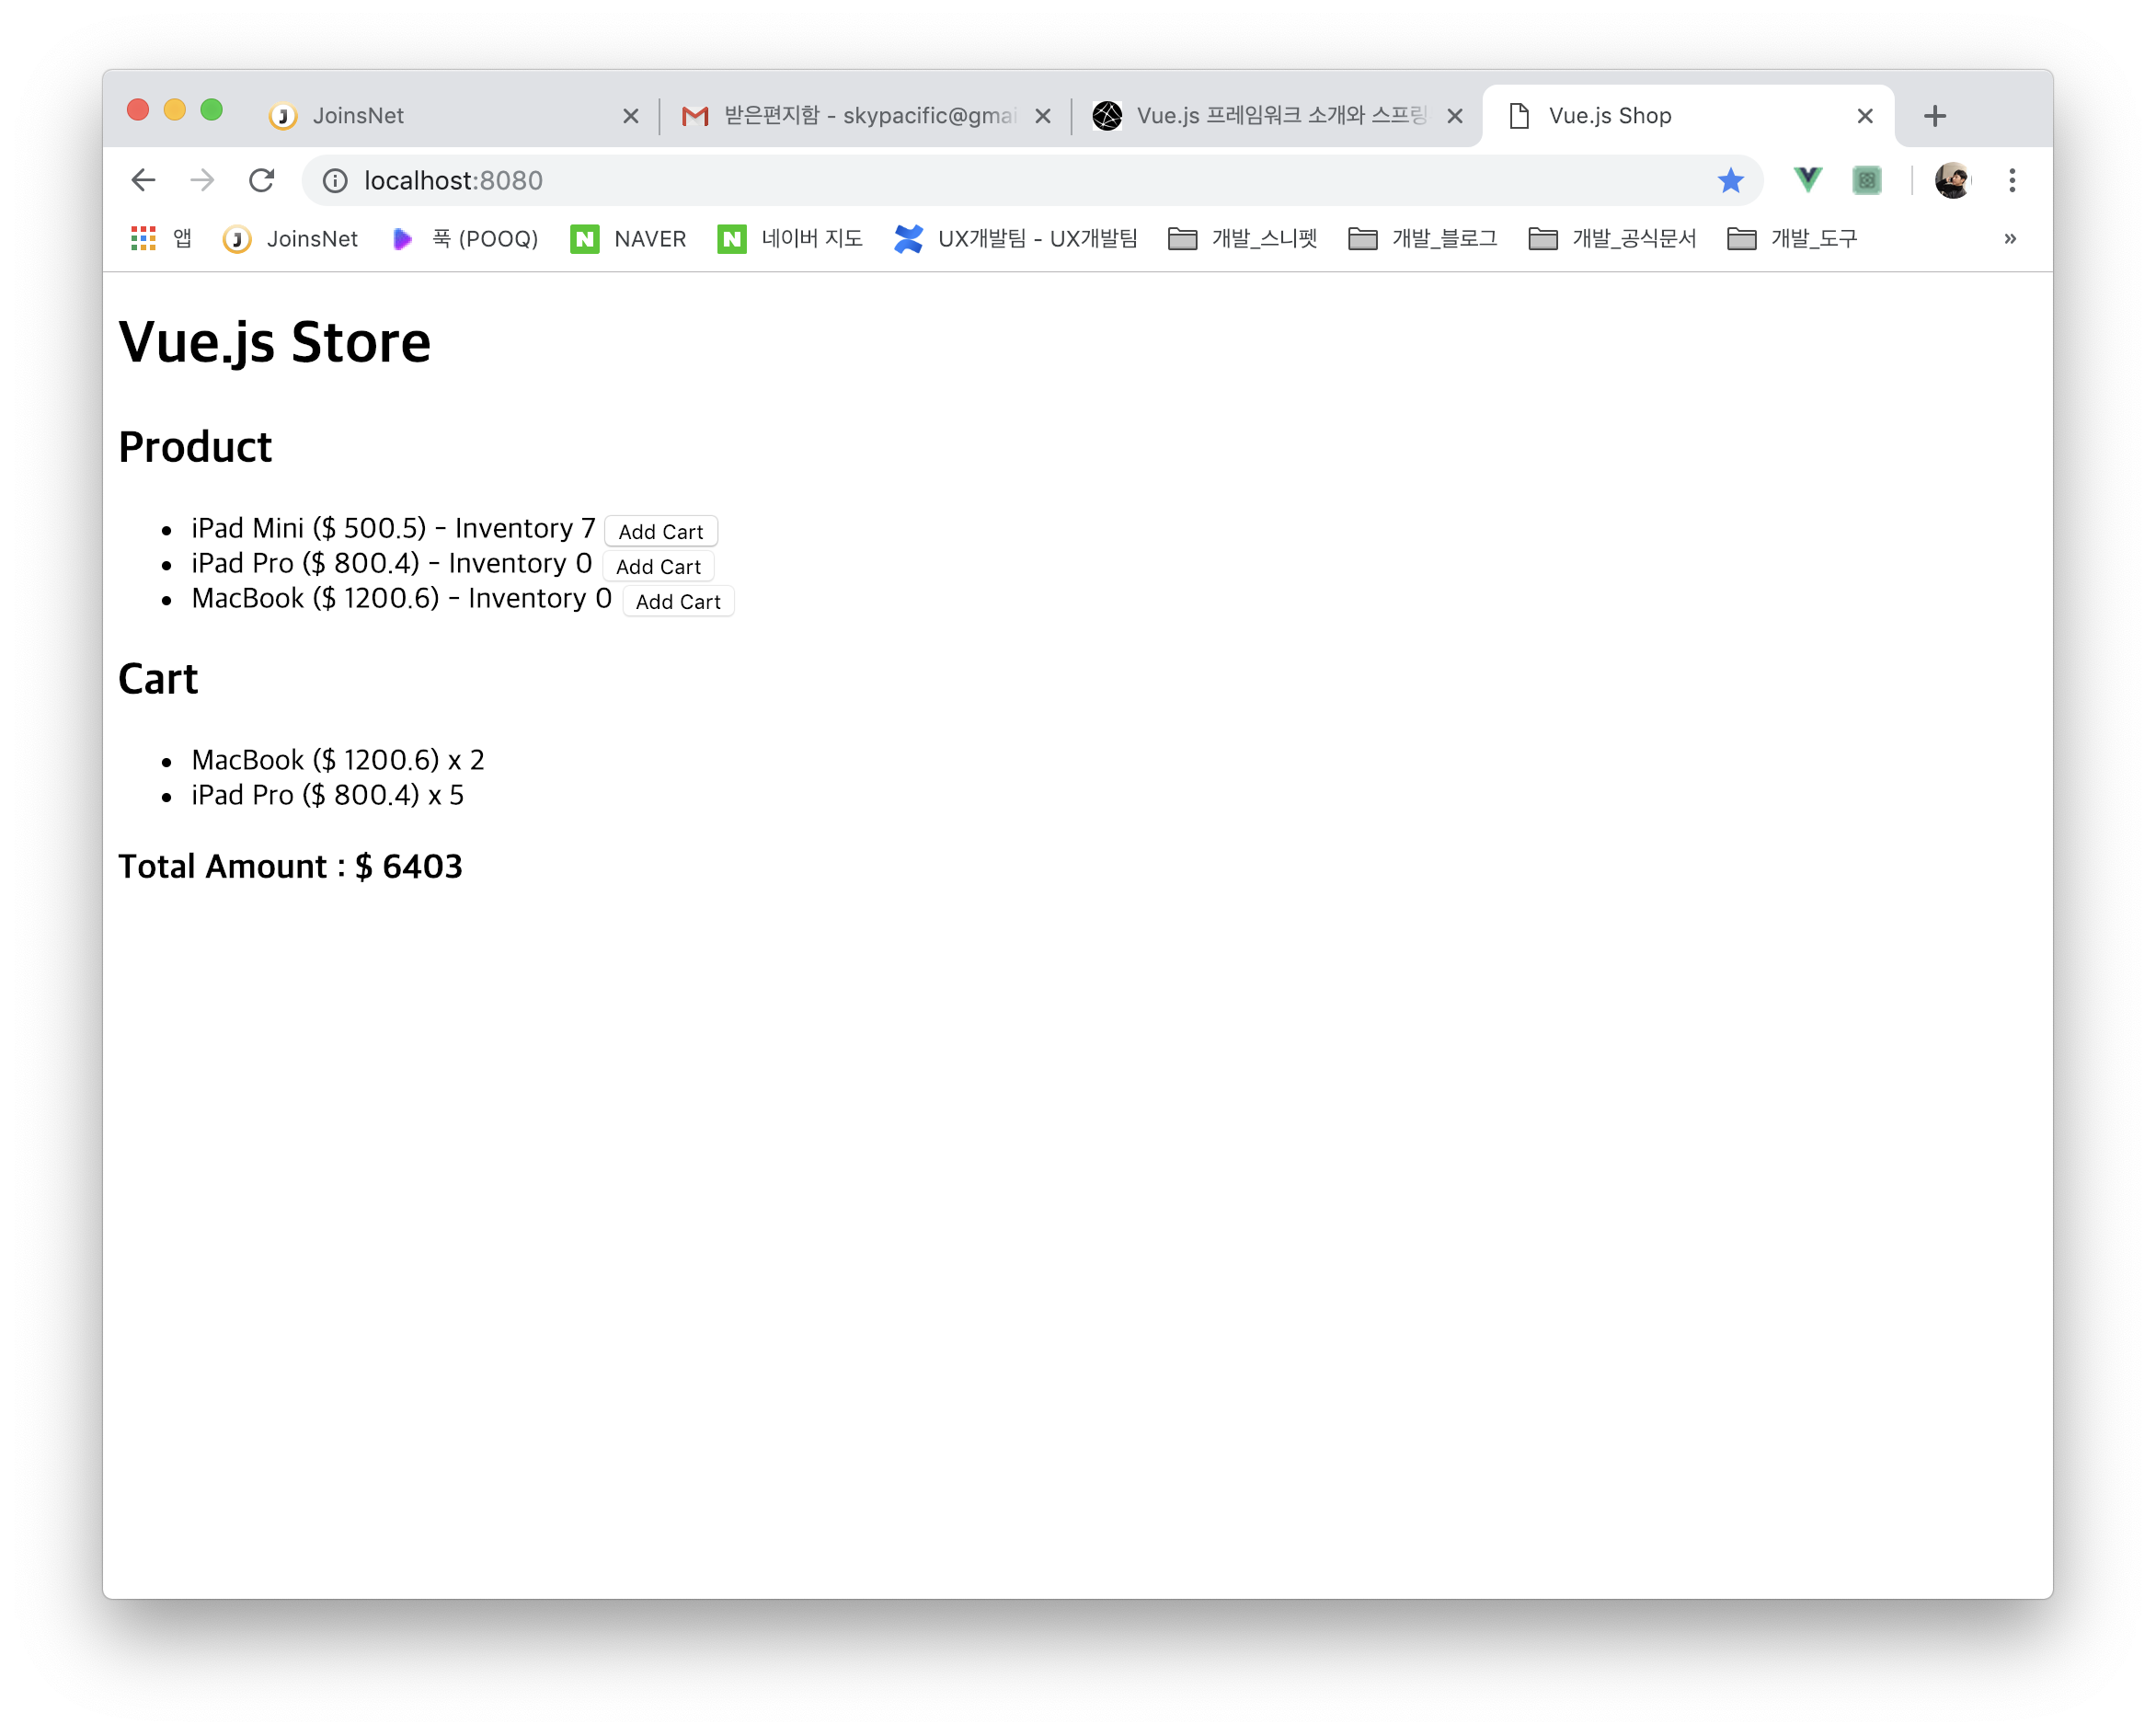 JoinsNet
받은편지함 - skypacific@gmai
Vue.js 프레임워크 소개와 스프링
Vue.js Shop
localhost:8080
앱 JoinsNet 푹 (POOQ) NAVER 네이버 지도 UX개발팀 - UX개발팀 개발_스니펫 개발_블로그 개발_공식문서 개발_도구 »
Vue.js Store
Product
• iPad Mini ($ 500.5) - Inventory 7 Add Cart
• iPad Pro ($ 800.4) - Inventory 0 Add Cart
• MacBook ($ 1200.6) - Inventory 0 Add Cart
Cart
• MacBook ($ 1200.6) x 2
• iPad Pro ($ 800.4) x 5
Total Amount : $ 6403